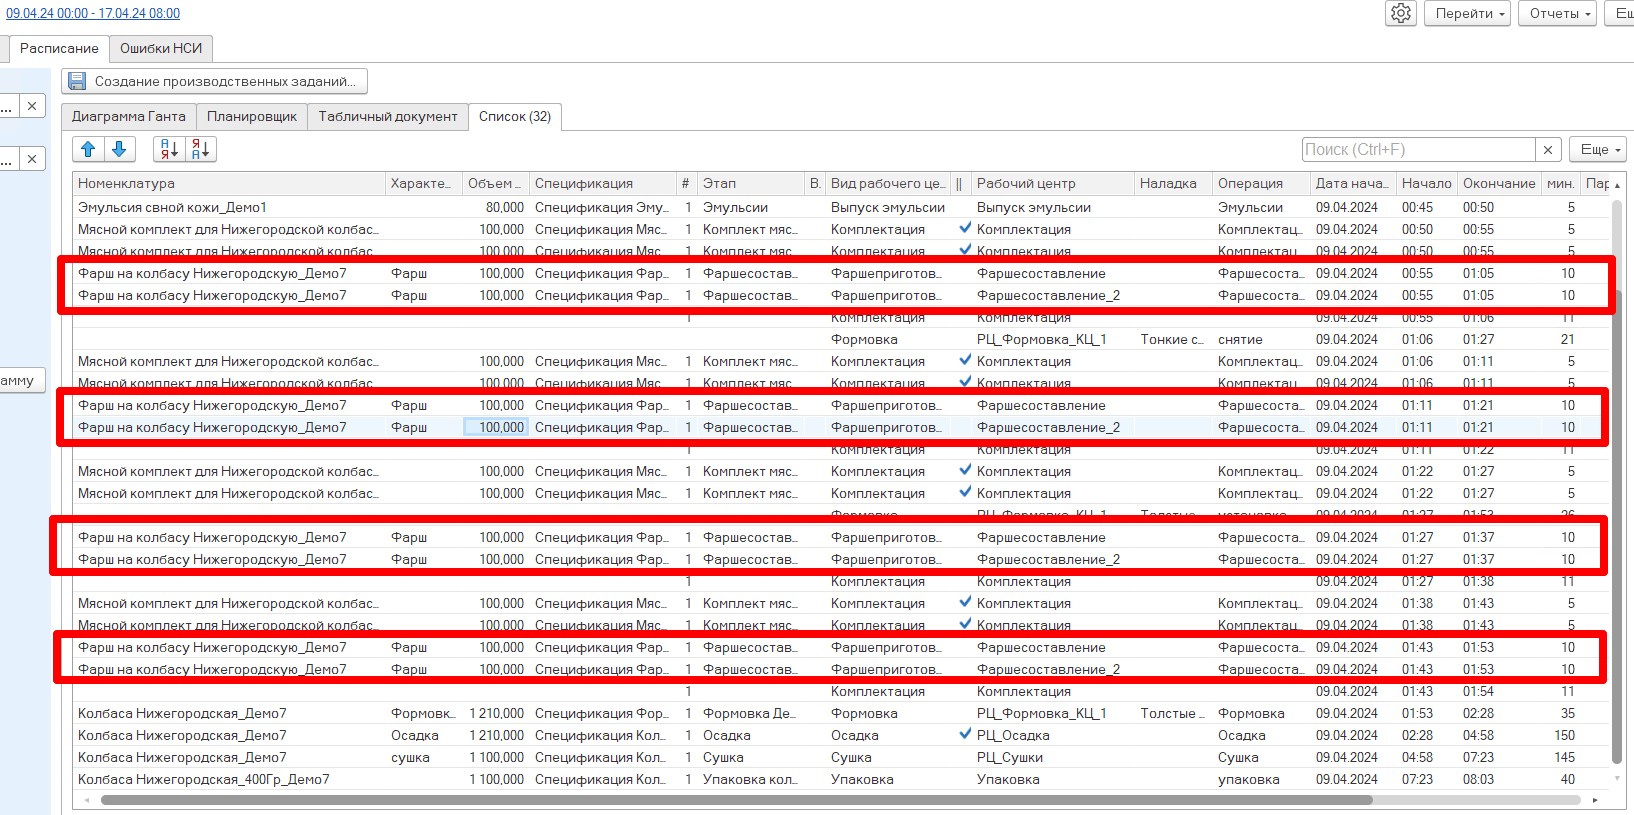 09.04.24 00:00 - 17.04.24 08:00
Перейти Отчеты Ещ
Расписание Ошибки НСИ
Создание производственных заданий...
... ×
Диаграмма Ганта Планировщик Табличный документ Список (32)
... ×
Поиск (Ctrl+F) × Еще
Номенклатура Характе... Объем ... Спецификация # Этап В. Вид рабочего це... || Рабочий центр Наладка Операция Дата нача... Начало Окончание мин. Пар
Эмульсия свной кожи_Демо1 80,000 Спецификация Эму... 1 Эмульсии Выпуск эмульсии Выпуск эмульсии Эмульсии 09.04.2024 00:45 00:50 5
Мясной комплект для Нижегородской колбас... 100,000 Спецификация Мяс... 1 Комплект мяс... Комплектация Комплектация Комплектац... 09.04.2024 00:50 00:55 5
Мясной комплект для Нижегородской колбас... 100,000 Спецификация Мяс... 1 Комплект мяс... Комплектация Комплектация Комплектац... 09.04.2024 00:50 00:55 5
Фарш на колбасу Нижегородскую_Демо7 Фарш 100,000 Спецификация Фар... 1 Фаршесостав... Фаршеприготов... Фаршесоставление Фаршесоста... 09.04.2024 00:55 01:05 10
Фарш на колбасу Нижегородскую_Демо7 Фарш 100,000 Спецификация Фар... 1 Фаршесостав... Фаршеприготов... Фаршесоставление_2 Фаршесоста... 09.04.2024 00:55 01:05 10
1 Комплектация Комплектация 09.04.2024 00:55 01:06 11
Формовка РЦ_Формовка_КЦ_1 Тонкие с... снятие 09.04.2024 01:06 01:27 21
Мясной комплект для Нижегородской колбас... 100,000 Спецификация Мяс... 1 Комплект мяс... Комплектация Комплектация Комплектац... 09.04.2024 01:06 01:11 5
амму Мясной комплект для Нижегородской колбас... 100,000 Спецификация Мяс... 1 Комплект мяс... Комплектация Комплектация Комплектац... 09.04.2024 01:06 01:11 5
Фарш на колбасу Нижегородскую_Демо7 Фарш 100,000 Спецификация Фар... 1 Фаршесостав... Фаршеприготов... Фаршесоставление Фаршесоста... 09.04.2024 01:11 01:21 10
Фарш на колбасу Нижегородскую_Демо7 Фарш 100,000 Спецификация Фар... 1 Фаршесостав... Фаршеприготов... Фаршесоставление_2 Фаршесоста... 09.04.2024 01:11 01:21 10
1 Комплектация Комплектация 09.04.2024 01:11 01:22 11
Мясной комплект для Нижегородской колбас... 100,000 Спецификация Мяс... 1 Комплект мяс... Комплектация Комплектация Комплектац... 09.04.2024 01:22 01:27 5
Мясной комплект для Нижегородской колбас... 100,000 Спецификация Мяс... 1 Комплект мяс... Комплектация Комплектация Комплектац... 09.04.2024 01:22 01:27 5
Формовка РЦ_Формовка_КЦ_1 Толстые ... установка 09.04.2024 01:27 01:53 26
Фарш на колбасу Нижегородскую_Демо7 Фарш 100,000 Спецификация Фар... 1 Фаршесостав... Фаршеприготов... Фаршесоставление Фаршесоста... 09.04.2024 01:27 01:37 10
Фарш на колбасу Нижегородскую_Демо7 Фарш 100,000 Спецификация Фар... 1 Фаршесостав... Фаршеприготов... Фаршесоставление_2 Фаршесоста... 09.04.2024 01:27 01:37 10
1 Комплектация Комплектация 09.04.2024 01:27 01:38 11
Мясной комплект для Нижегородской колбас... 100,000 Спецификация Мяс... 1 Комплект мяс... Комплектация Комплектация Комплектац... 09.04.2024 01:38 01:43 5
Мясной комплект для Нижегородской колбас... 100,000 Спецификация Мяс... 1 Комплект мяс... Комплектация Комплектация Комплектац... 09.04.2024 01:38 01:43 5
Фарш на колбасу Нижегородскую_Демо7 Фарш 100,000 Спецификация Фар... 1 Фаршесостав... Фаршеприготов... Фаршесоставление Фаршесоста... 09.04.2024 01:43 01:53 10
Фарш на колбасу Нижегородскую_Демо7 Фарш 100,000 Спецификация Фар... 1 Фаршесостав... Фаршеприготов... Фаршесоставление_2 Фаршесоста... 09.04.2024 01:43 01:53 10
1 Комплектация Комплектация 09.04.2024 01:43 01:54 11
Колбаса Нижегородская_Демо7 Формовк... 1 210,000 Спецификация Фор... 1 Формовка Де... Формовка РЦ_Формовка_КЦ_1 Толстые ... Формовка 09.04.2024 01:53 02:28 35
Колбаса Нижегородская_Демо7 Осадка 1 210,000 Спецификация Кол... 1 Осадка Осадка РЦ_Осадка Осадка 09.04.2024 02:28 04:58 150
Колбаса Нижегородская_Демо7 сушка 1 100,000 Спецификация Кол... 1 Сушка Сушка РЦ_Сушки Сушка 09.04.2024 04:58 07:23 145
Колбаса Нижегородская_400Гр_Демо7 1 100,000 Спецификация Кол... 1 Упаковка кол... Упаковка Упаковка упаковка 09.04.2024 07:23 08:03 40